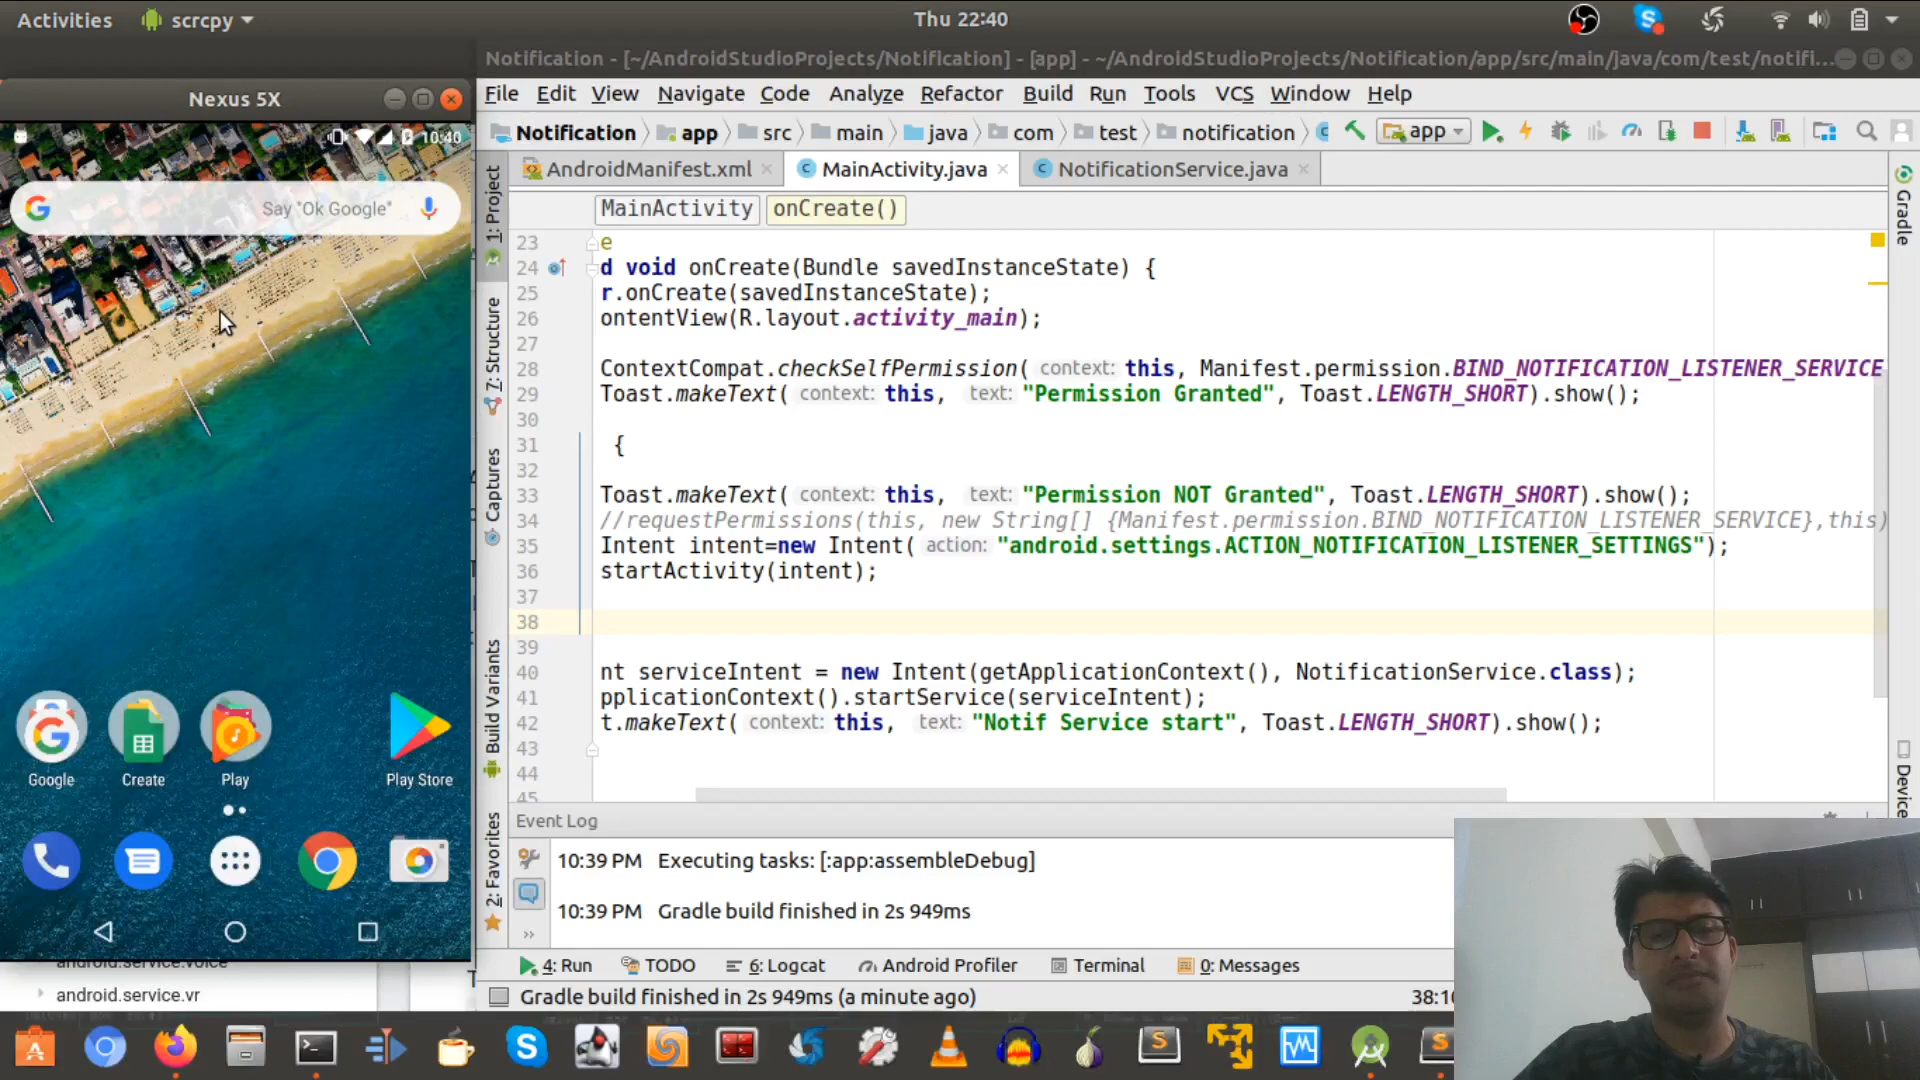 Activities
scrcpy
Thu 22:40
Nexus 5X
10:40
Say "Ok Google"
Google
Create
Play
Play Store
android.service.vr
Notification - [~/AndroidStudioProjects/Notification] - [app] - ~/AndroidStudioProjects/Notification/app/src/main/java/com/test/notifi...
File Edit View Navigate Code Analyze Refactor Build Run Tools VCS Window Help
Notification app src main java com test notification app
AndroidManifest.xml MainActivity.java NotificationService.java
MainActivity onCreate()
1: Project
7: Structure
Captures
Build Variants
2: Favorites
Gradle
Device
23 e
24 d void onCreate(Bundle savedInstanceState) {
25 r.onCreate(savedInstanceState);
26 ontentView(R.layout.activity_main);
27
28 ContextCompat.checkSelfPermission( context: this, Manifest.permission.BIND_NOTIFICATION_LISTENER_SERVICE
29 Toast.makeText( context: this, text: "Permission Granted", Toast.LENGTH_SHORT).show();
30
31 {
32
33 Toast.makeText( context: this, text: "Permission NOT Granted", Toast.LENGTH_SHORT).show();
34 //requestPermissions(this, new String[] {Manifest.permission.BIND_NOTIFICATION_LISTENER_SERVICE},this)
35 Intent intent=new Intent( action: "android.settings.ACTION_NOTIFICATION_LISTENER_SETTINGS");
36 startActivity(intent);
37
38
39
40 nt serviceIntent = new Intent(getApplicationContext(), NotificationService.class);
41 pplicationContext().startService(serviceIntent);
42 t.makeText( context: this, text: "Notif Service start", Toast.LENGTH_SHORT).show();
43
44
45
Event Log
10:39 PM Executing tasks: [:app:assembleDebug]
10:39 PM Gradle build finished in 2s 949ms
4: Run TODO 6: Logcat Android Profiler Terminal 0: Messages
Gradle build finished in 2s 949ms (a minute ago)